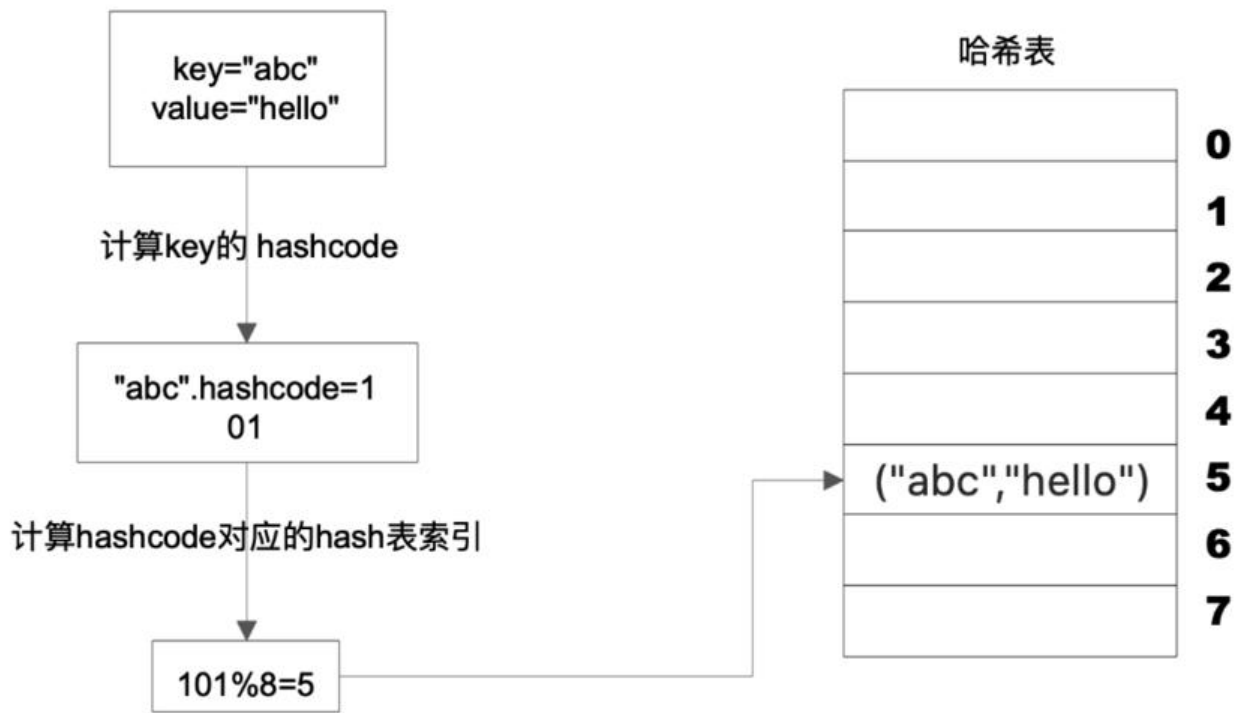 key="abc"
value="hello"
计算key的 hashcode
"abc".hashcode=1
01
计算hashcode对应的hash表索引
101%8=5
哈希表
0
1
2
3
4
("abc","hello")
5
6
7